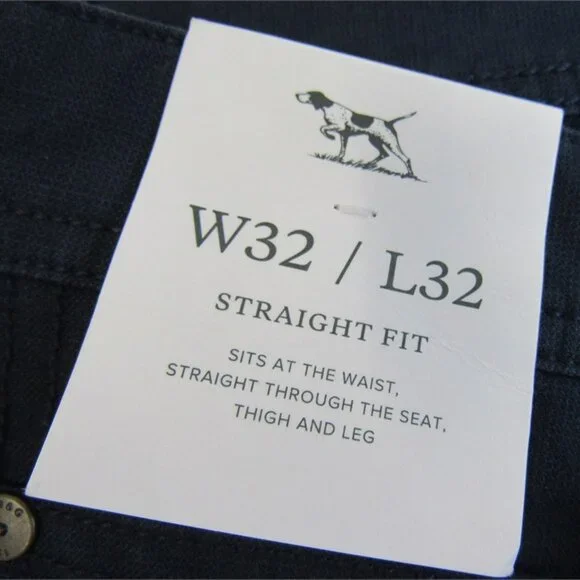 W32 / L32
STRAIGHT FIT
SITS AT THE WAIST,
STRAIGHT THROUGH THE SEAT,
THIGH AND LEG